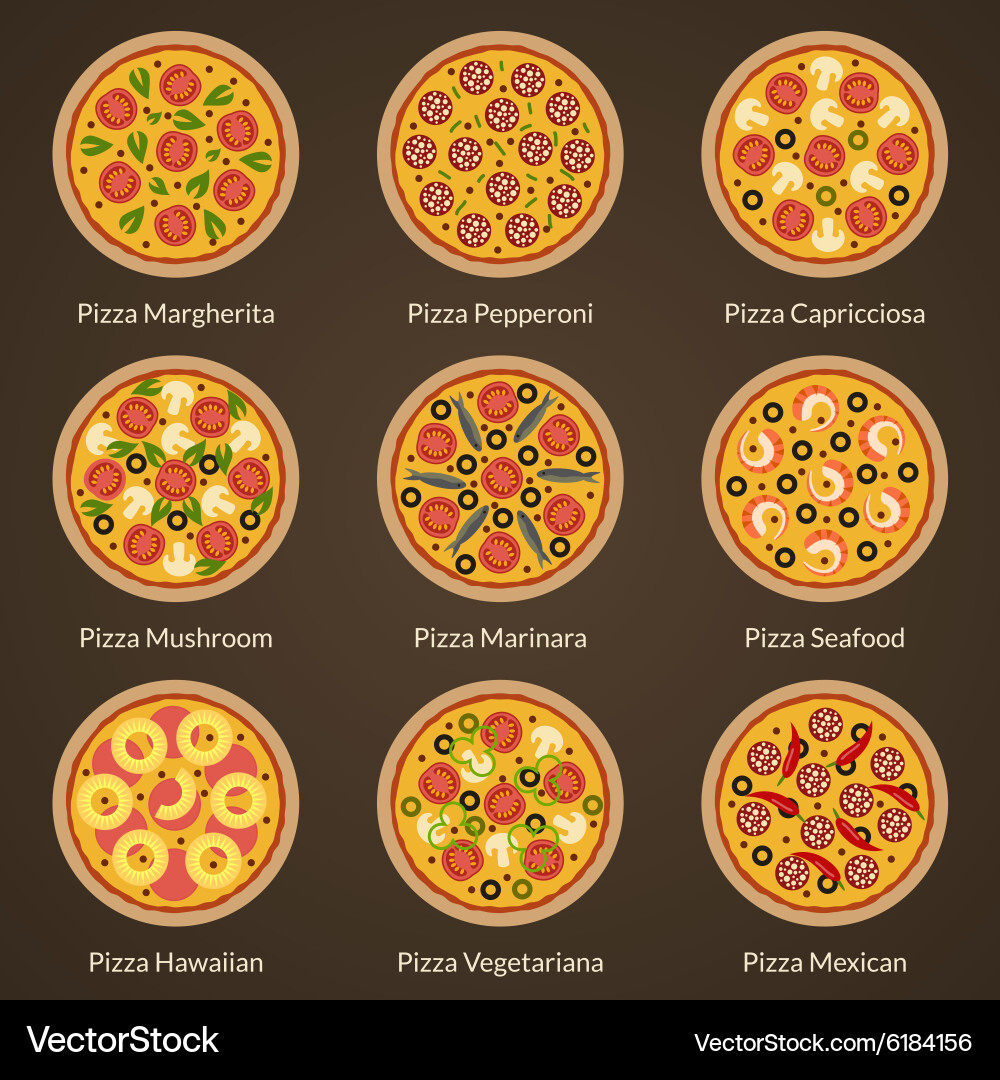 Pizza Margherita
Pizza Pepperoni
Pizza Capricciosa
Pizza Mushroom
Pizza Marinara
Pizza Seafood
Pizza Hawaiian
Pizza Vegetariana
Pizza Mexican
VectorStock
VectorStock.com/6184156